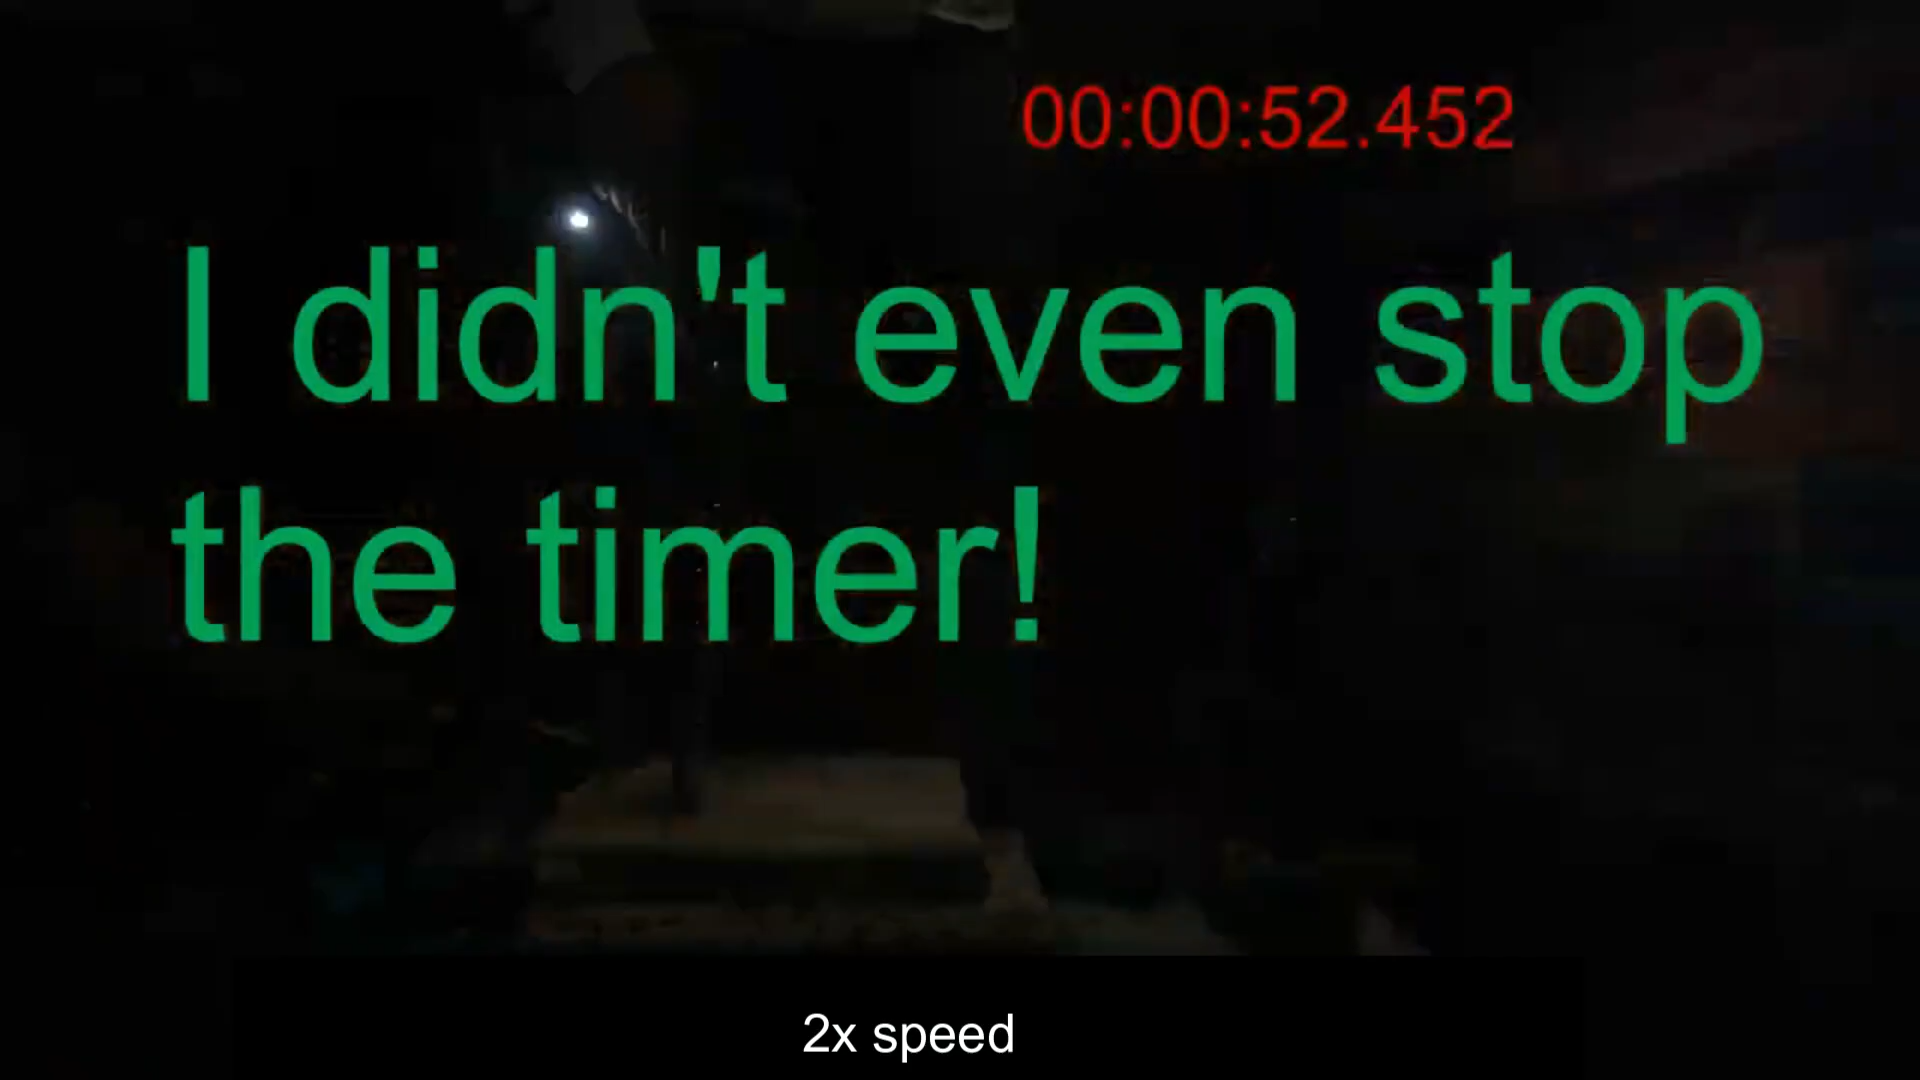 00:00:52.452
I didn't even stop
the timer!
2x speed